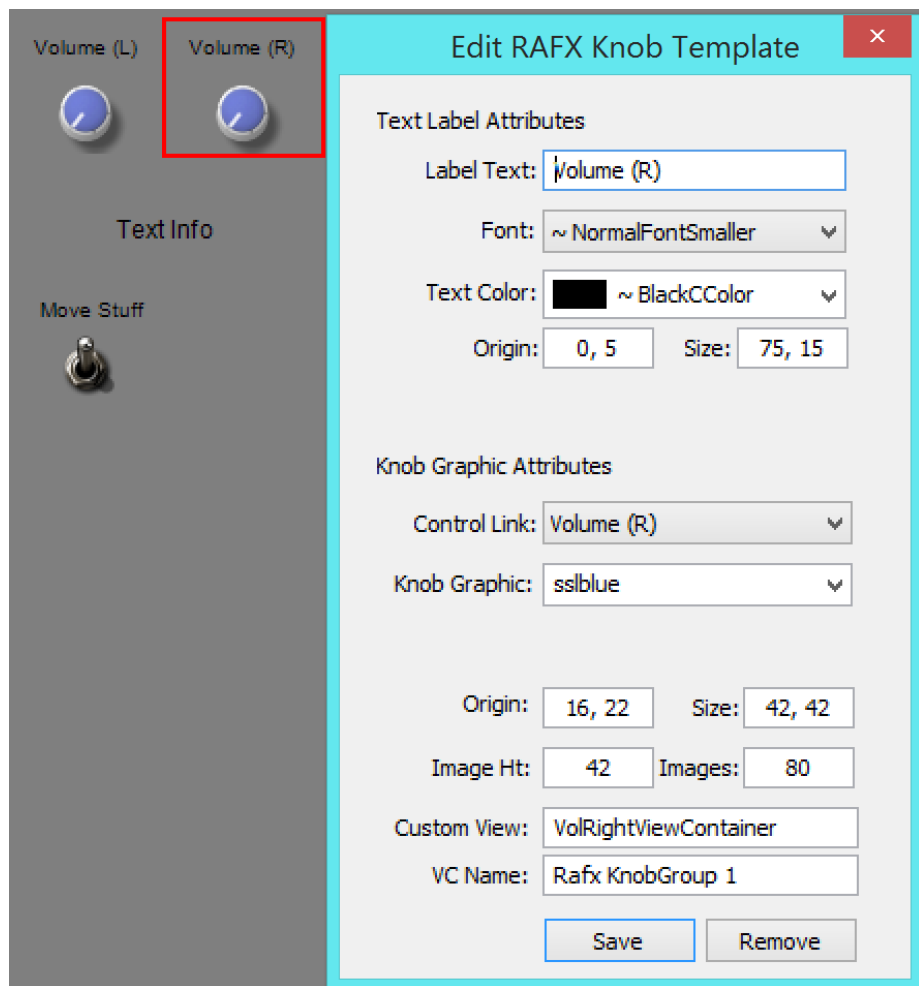 Volume (L)
Volume (R)
Text Info
Move Stuff
Edit RAFX Knob Template
×
Text Label Attributes
Label Text: Volume (R)
Font: ~ NormalFontSmaller
Text Color: ~ BlackCColor
Origin: 0, 5 Size: 75, 15
Knob Graphic Attributes
Control Link: Volume (R)
Knob Graphic: sslblue
Origin: 16, 22 Size: 42, 42
Image Ht: 42 Images: 80
Custom View: VolRightViewContainer
VC Name: Rafx KnobGroup 1
Save Remove